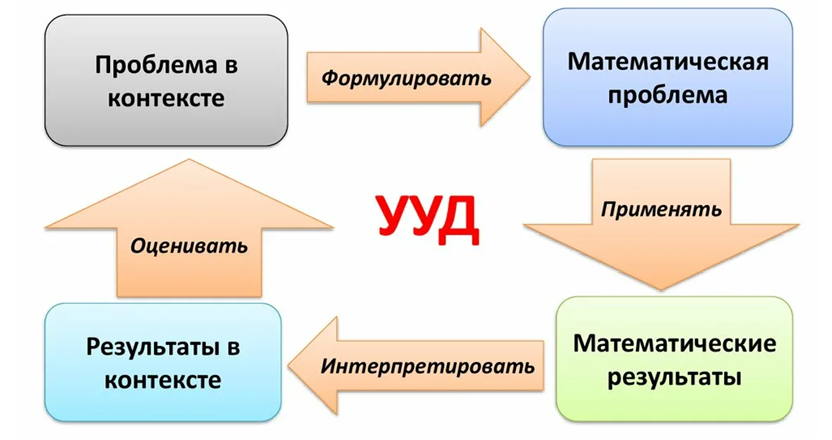 Проблема в
контексте
Формулировать
Математическая
проблема
Применять
УУД
Оценивать
Математические
результаты
Интерпретировать
Результаты в
контексте